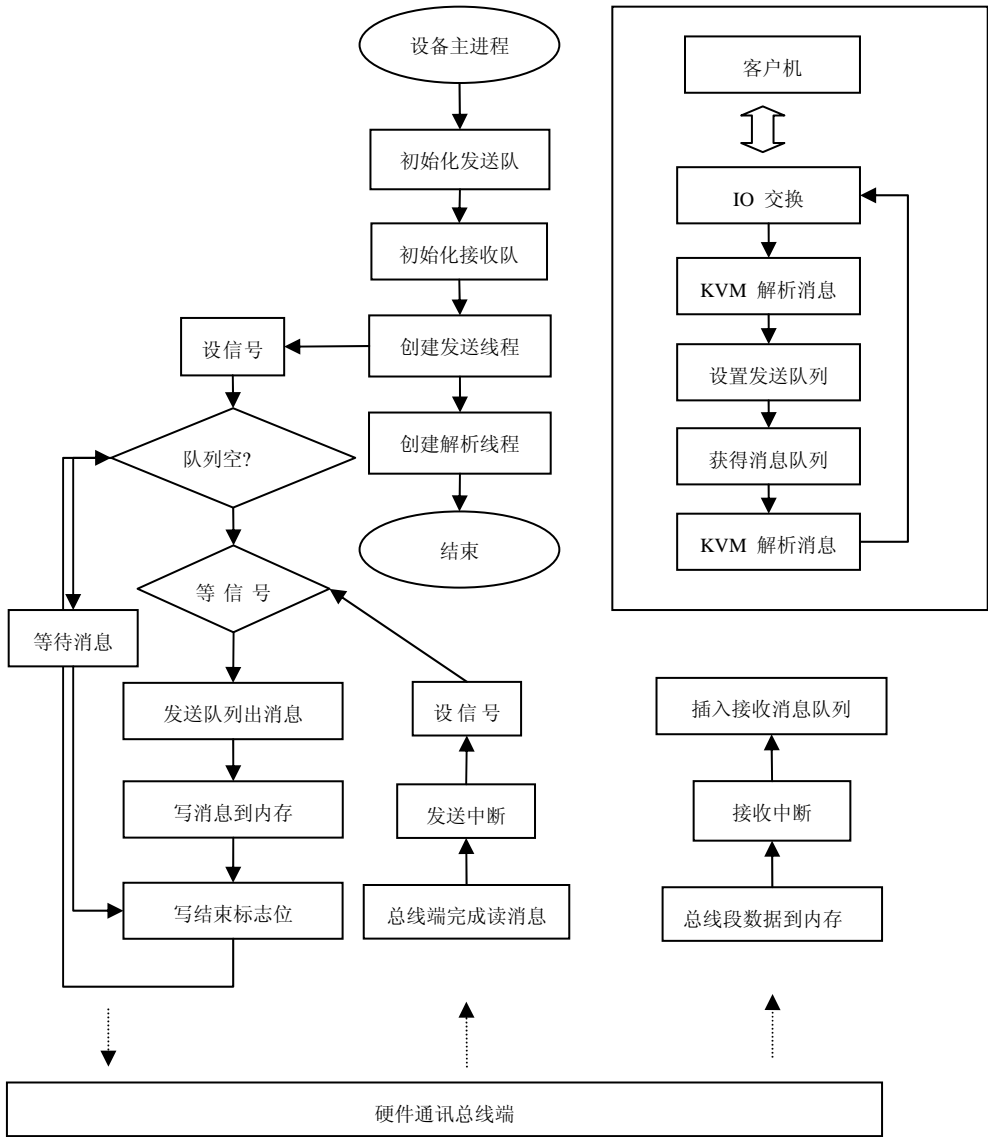 设备主进程
初始化发送队
初始化接收队
创建发送线程
创建解析线程
结束
设信号
队列空?
等 信 号
等待消息
发送队列出消息
写消息到内存
写结束标志位
设 信 号
发送中断
总线端完成读消息
客户机
IO 交换
KVM 解析消息
设置发送队列
获得消息队列
KVM 解析消息
插入接收消息队列
接收中断
总线段数据到内存
硬件通讯总线端